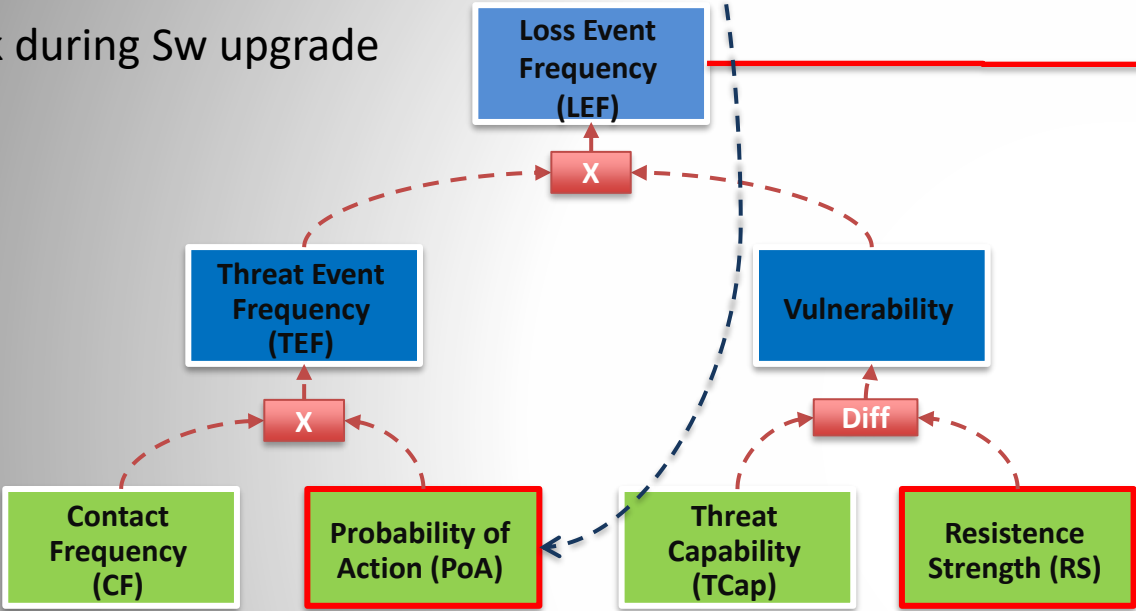 k during Sw upgrade
Loss Event
Frequency
(LEF)
X
Threat Event
Frequency
(TEF)
Vulnerability
X
Diff
Contact
Frequency
(CF)
Probability of
Action (PoA)
Threat
Capability
(TCap)
Resistence
Strength (RS)